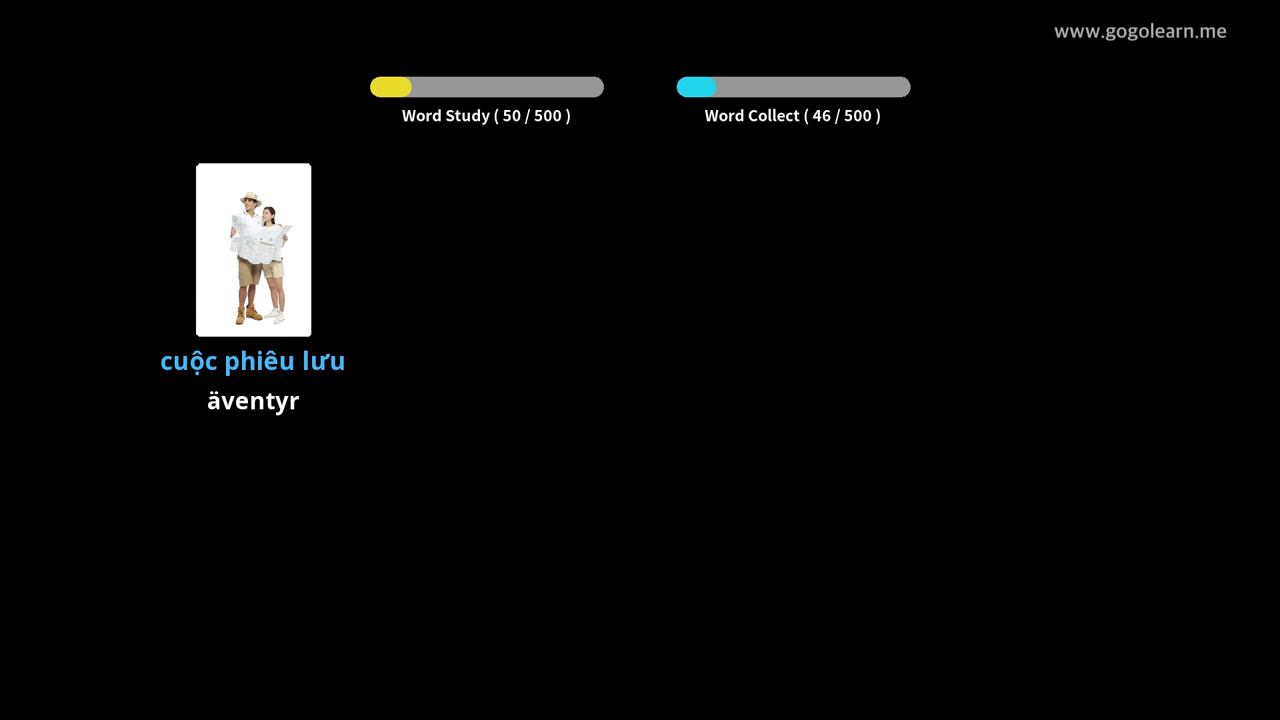 www.gogolearn.me
Word Study ( 50 / 500 )
Word Collect ( 46 / 500 )
cuộc phiêu lưu
äventyr